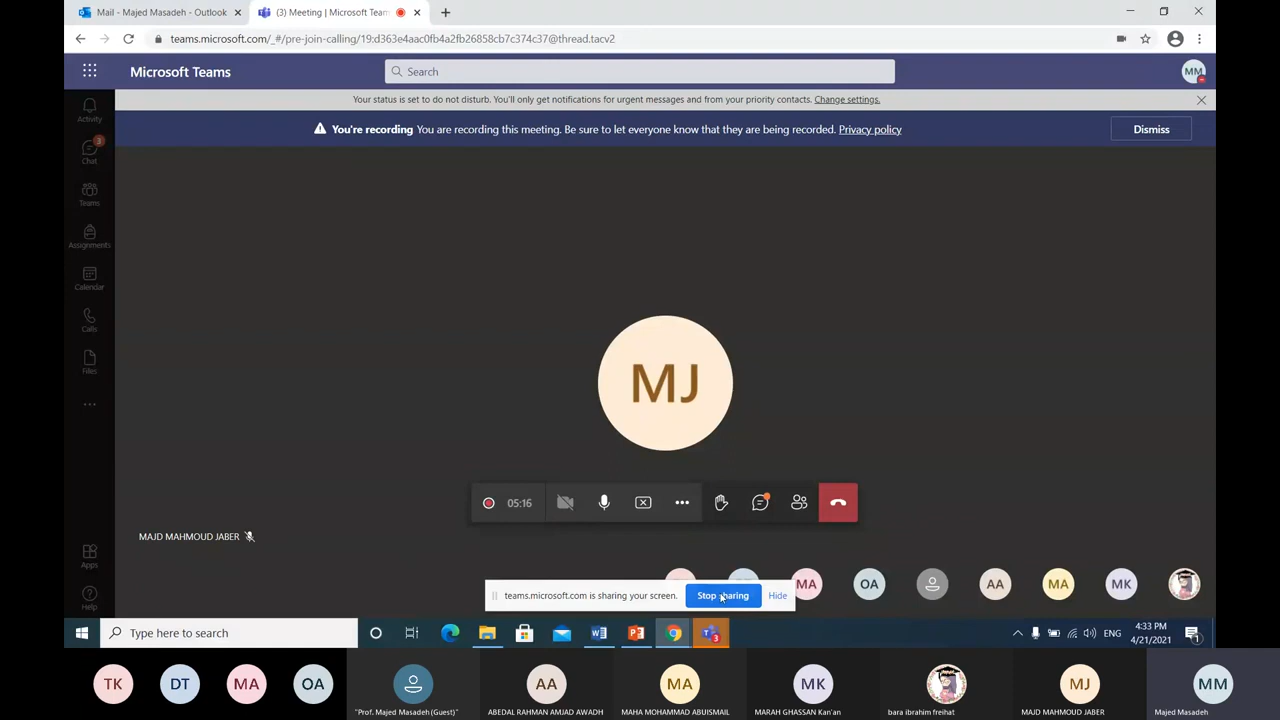 Mail - Majed Masadeh - Outlook
(3) Meeting | Microsoft Team
teams.microsoft.com/_#/pre-join-calling/19:d363e4aac0fb4a2fb26858cb7c374c37@thread.tacv2
Microsoft Teams
Search
MM
Your status is set to do not disturb. You'll only get notifications for urgent messages and from your priority contacts. Change settings.
You're recording You are recording this meeting. Be sure to let everyone know that they are being recorded. Privacy policy
Dismiss
Activity
3
Chat
Teams
Assignments
Calendar
Calls
Files
Apps
Help
MJ
05:16
MAJD MAHMOUD JABER
MA
OA
AA
MA
MK
teams.microsoft.com is sharing your screen.
Stop sharing
Hide
Type here to search
3
ENG
4:33 PM
4/21/2021
1
TK
DT
MA
OA
"Prof. Majed Masadeh (Guest)"
AA
ABEDAL RAHMAN AMJAD AWADH
MA
MAHA MOHAMMAD ABUISMAIL
MK
MARAH GHASSAN Kan'an
bara ibrahim freihat
MJ
MAJD MAHMOUD JABER
MM
Majed Masadeh